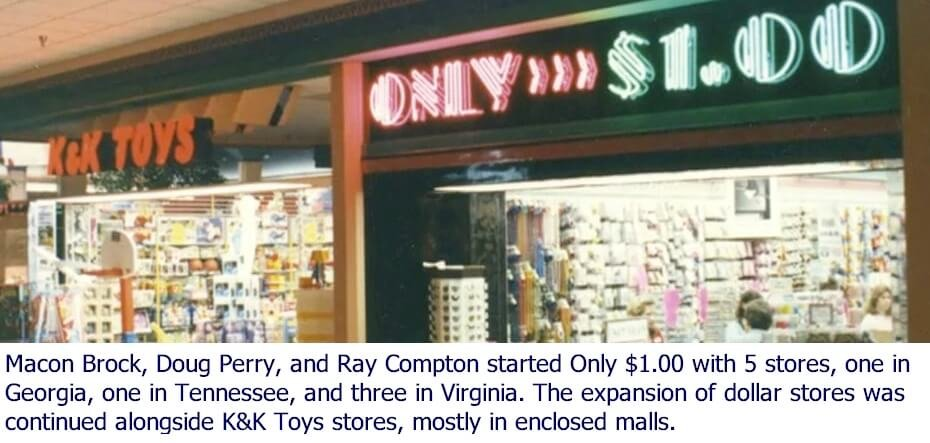 ONLY >>> $1.00
K&K TOYS
Macon Brock, Doug Perry, and Ray Compton started Only $1.00 with 5 stores, one in
Georgia, one in Tennessee, and three in Virginia. The expansion of dollar stores was
continued alongside K&K Toys stores, mostly in enclosed malls.